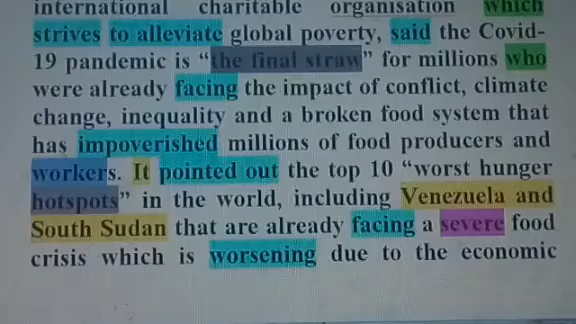 international charitable organisation which
strives to alleviate global poverty, said the Covid-
19 pandemic is “the final straw” for millions who
were already facing the impact of conflict, climate
change, inequality and a broken food system that
has impoverished millions of food producers and
workers. It pointed out the top 10 “worst hunger
hotspots” in the world, including Venezuela and
South Sudan that are already facing a severe food
crisis which is worsening due to the economic